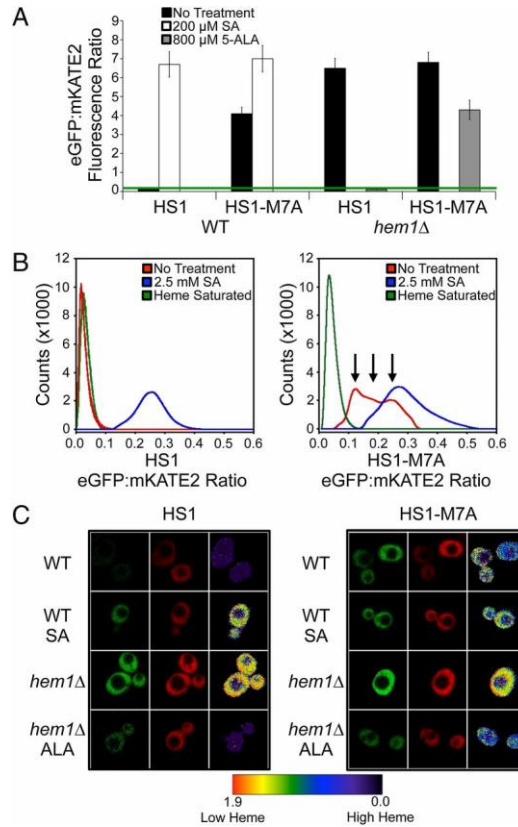 A
No Treatment
200 µM SA
800 µM 5-ALA
eGFP:mKATE2
Fluorescence Ratio
9
8
7
6
5
4
3
2
1
0
HS1 HS1-M7A HS1 HS1-M7A
WT hem1Δ
B
12
10
8
6
4
2
0
Counts (x1000)
No Treatment
2.5 mM SA
Heme Saturated
0.0 0.1 0.2 0.3 0.4 0.5 0.6
HS1
eGFP:mKATE2 Ratio
12
10
8
6
4
2
0
Counts (x1000)
No Treatment
2.5 mM SA
Heme Saturated
0.0 0.1 0.2 0.3 0.4 0.5 0.6
HS1-M7A
eGFP:mKATE2 Ratio
C
HS1 HS1-M7A
WT WT
WT WT
SA SA
hem1Δ hem1Δ
hem1Δ hem1Δ
ALA ALA
1.9 0.0
Low Heme High Heme